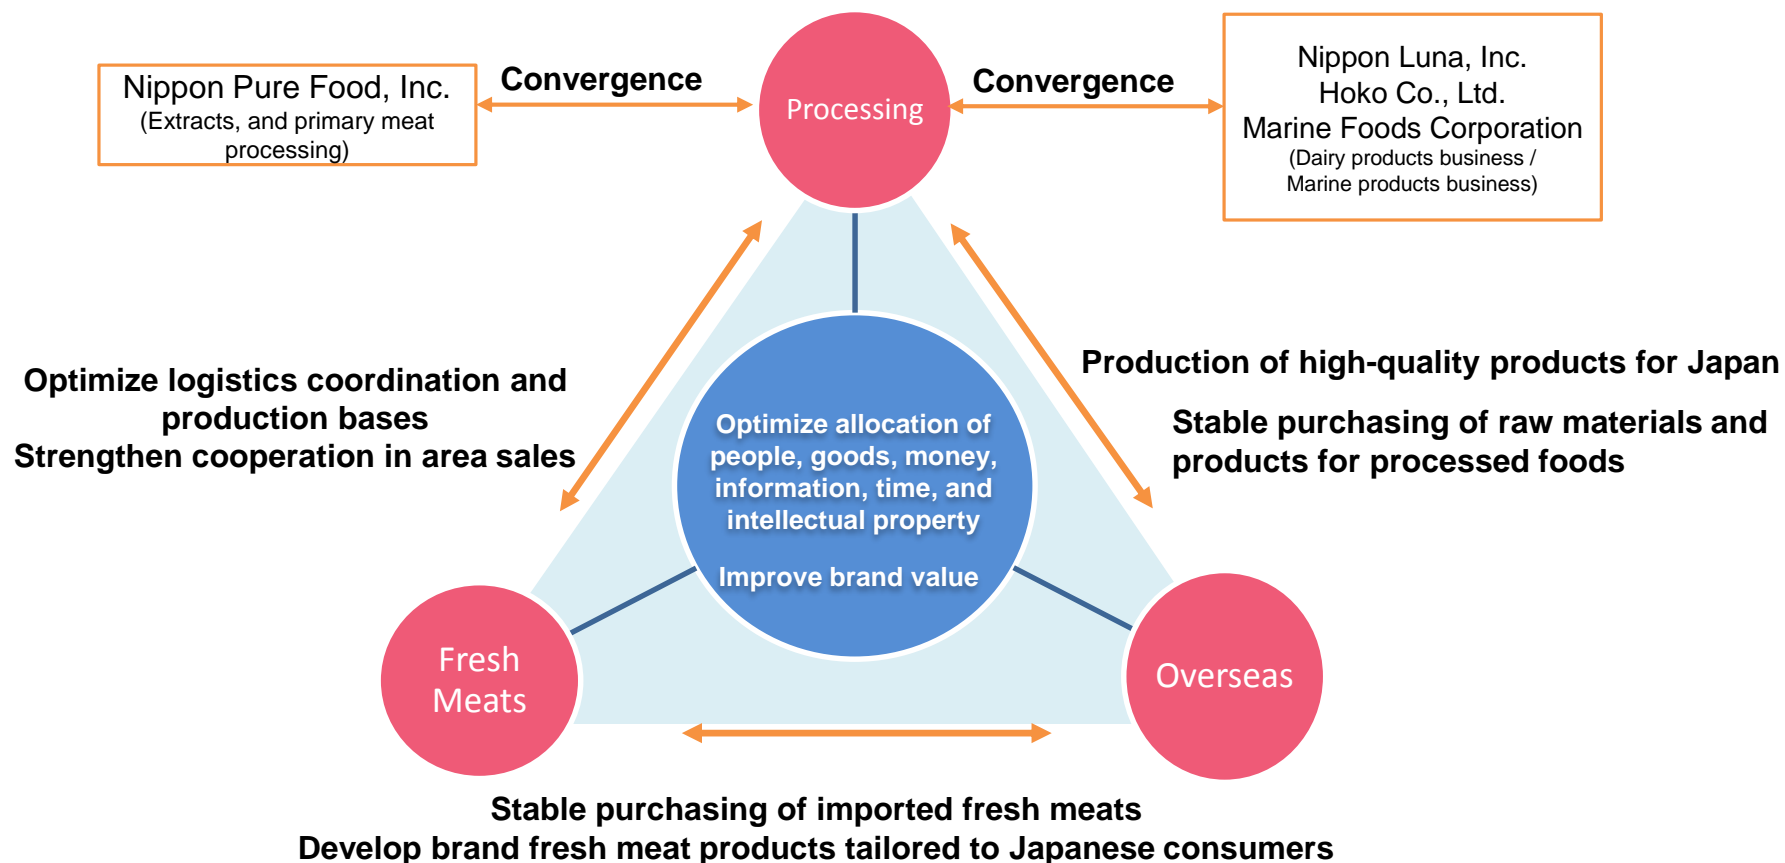 Nippon Pure Food, Inc.
(Extracts, and primary meat
processing)
Convergence
Processing
Convergence
Nippon Luna, Inc.
Hoko Co., Ltd.
Marine Foods Corporation
(Dairy products business /
Marine products business)
Optimize logistics coordination and
production bases
Strengthen cooperation in area sales
Production of high-quality products for Japan
Stable purchasing of raw materials and
products for processed foods
Optimize allocation of
people, goods, money,
information, time, and
intellectual property
Improve brand value
Fresh
Meats
Overseas
Stable purchasing of imported fresh meats
Develop brand fresh meat products tailored to Japanese consumers